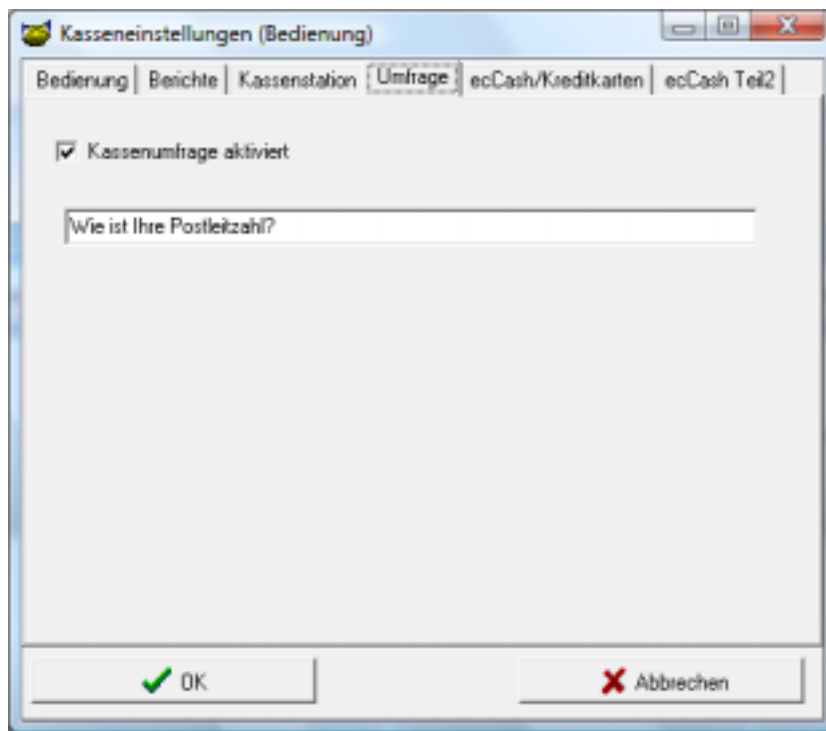 Kasseneinstellungen (Bedienung)
Bedienung Berichte Kassenstation Umfrage ecCash/Kreditkarten ecCash Teil2
Kassenumfrage aktiviert
Wie ist Ihre Postleitzahl?
OK Abbrechen